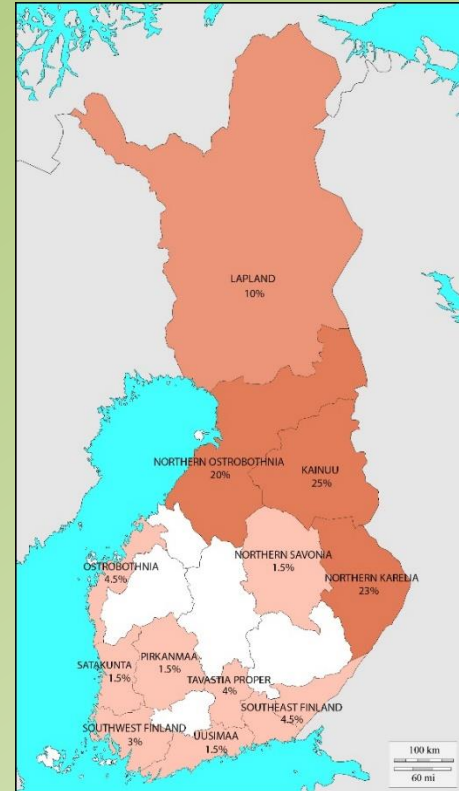 LAPLAND
10%
NORTHERN OSTROBOTHNIA
20%
KAINUU
25%
OSTROBOTHNIA
4.5%
NORTHERN SAVONIA
1.5%
NORTHERN KARELIA
23%
SATAKUNTA
1.5%
PIRKANMAA
1.5%
TAVASTIA PROPER
4%
SOUTHEAST FINLAND
4.5%
SOUTHWEST FINLAND
3%
UUSIMAA
1.5%
100 km
60 mi